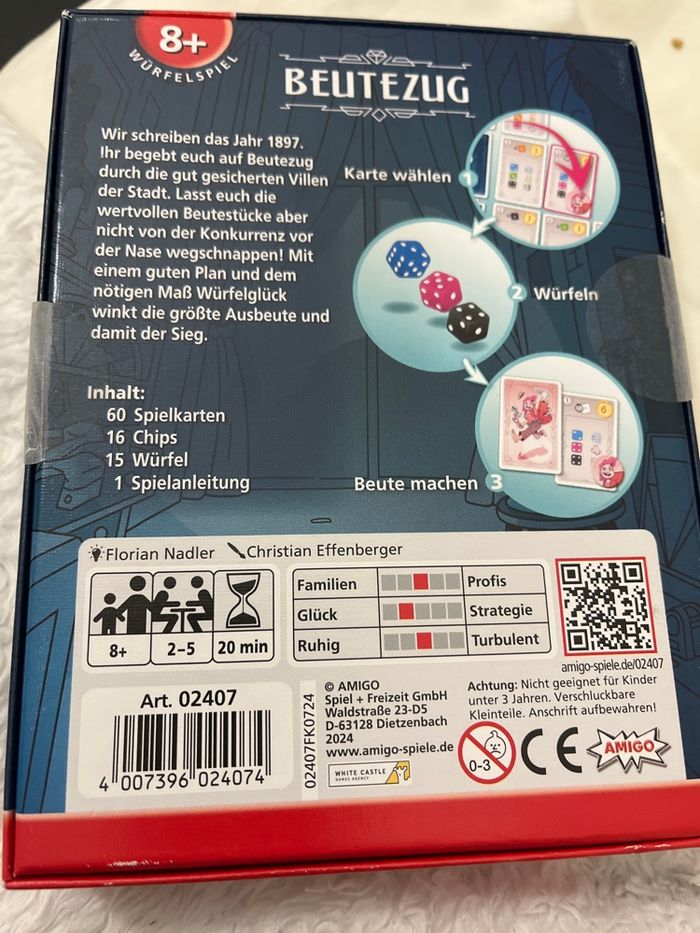 8+
WÜRFELSPIEL
BEUTEZUG
Wir schreiben das Jahr 1897.
Ihr begebt euch auf Beutezug
durch die gut gesicherten Villen
der Stadt. Lasst euch die
wertvollen Beutestücke aber
nicht von der Konkurrenz vor
der Nase wegschnappen! Mit
einem guten Plan und dem
nötigen Maß Würfelglück
winkt die größte Ausbeute und
damit der Sieg.
Karte wählen 1
2 Würfeln
Beute machen 3
6
Inhalt:
60 Spielkarten
16 Chips
15 Würfel
1 Spielanleitung
Florian Nadler Christian Effenberger
8+ 2–5 20 min
Familien Profis
Glück Strategie
Ruhig Turbulent
amigo-spiele.de/02407
Art. 02407
4 007396 024074
02407FK0724
© AMIGO
Spiel + Freizeit GmbH
Waldstraße 23-D5
D-63128 Dietzenbach
2024
www.amigo-spiele.de
WHITE CASTLE
GAMES AGENCY
Achtung: Nicht geeignet für Kinder
unter 3 Jahren. Verschluckbare
Kleinteile. Anschrift aufbewahren!
0-3
CE
AMIGO